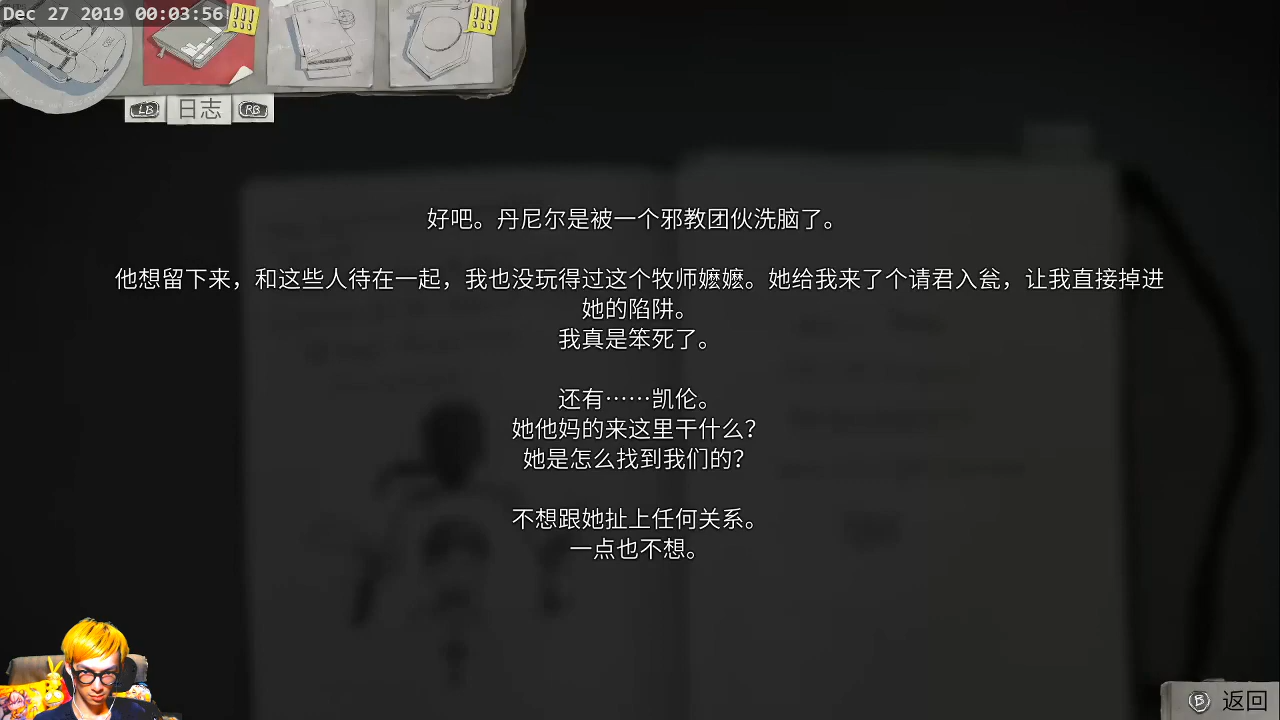 Dec 27 2019 00:03:56
LB 日志 RB
好吧。丹尼尔是被一个邪教团伙洗脑了。
他想留下来，和这些人待在一起，我也没玩得过这个牧师嬷嬷。她给我来了个请君入瓮，让我直接掉进
她的陷阱。
我真是笨死了。
还有……凯伦。
她他妈的来这里干什么？
她是怎么找到我们的？
不想跟她扯上任何关系。
一点也不想。
B 返回